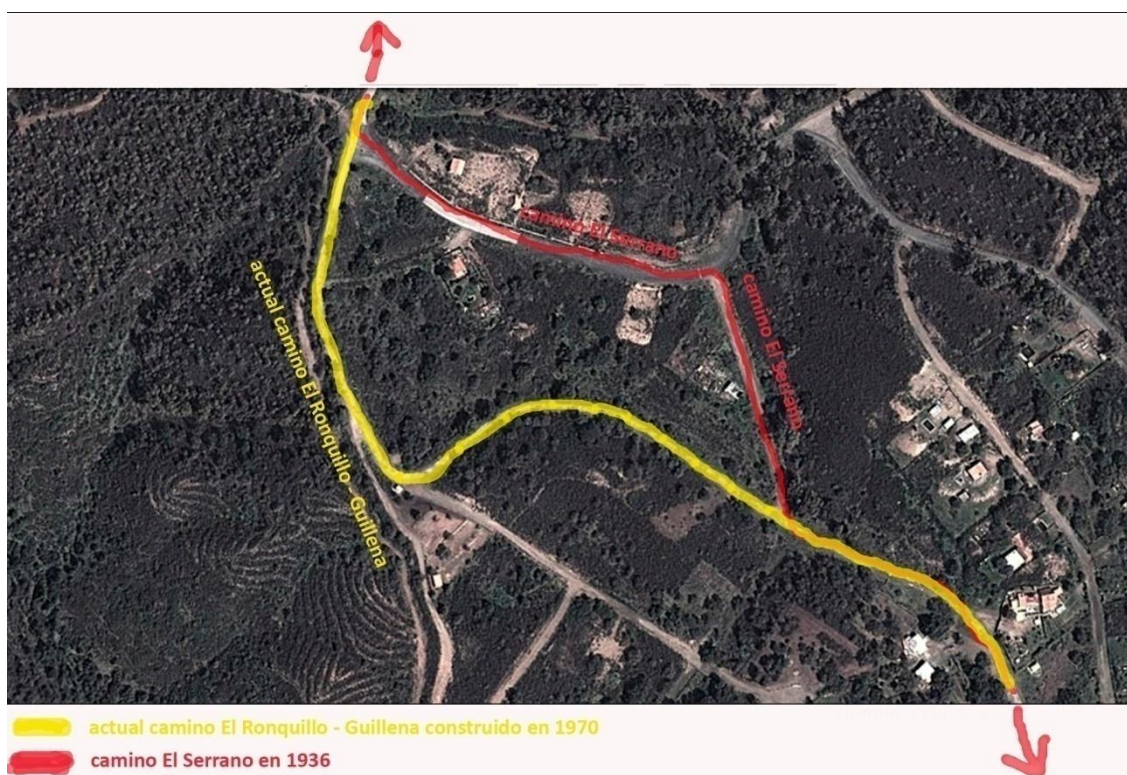 camino El Serrano
camino El Serrano
actual camino El Ronquillo - Guillena
actual camino El Ronquillo - Guillena construido en 1970
camino El Serrano en 1936